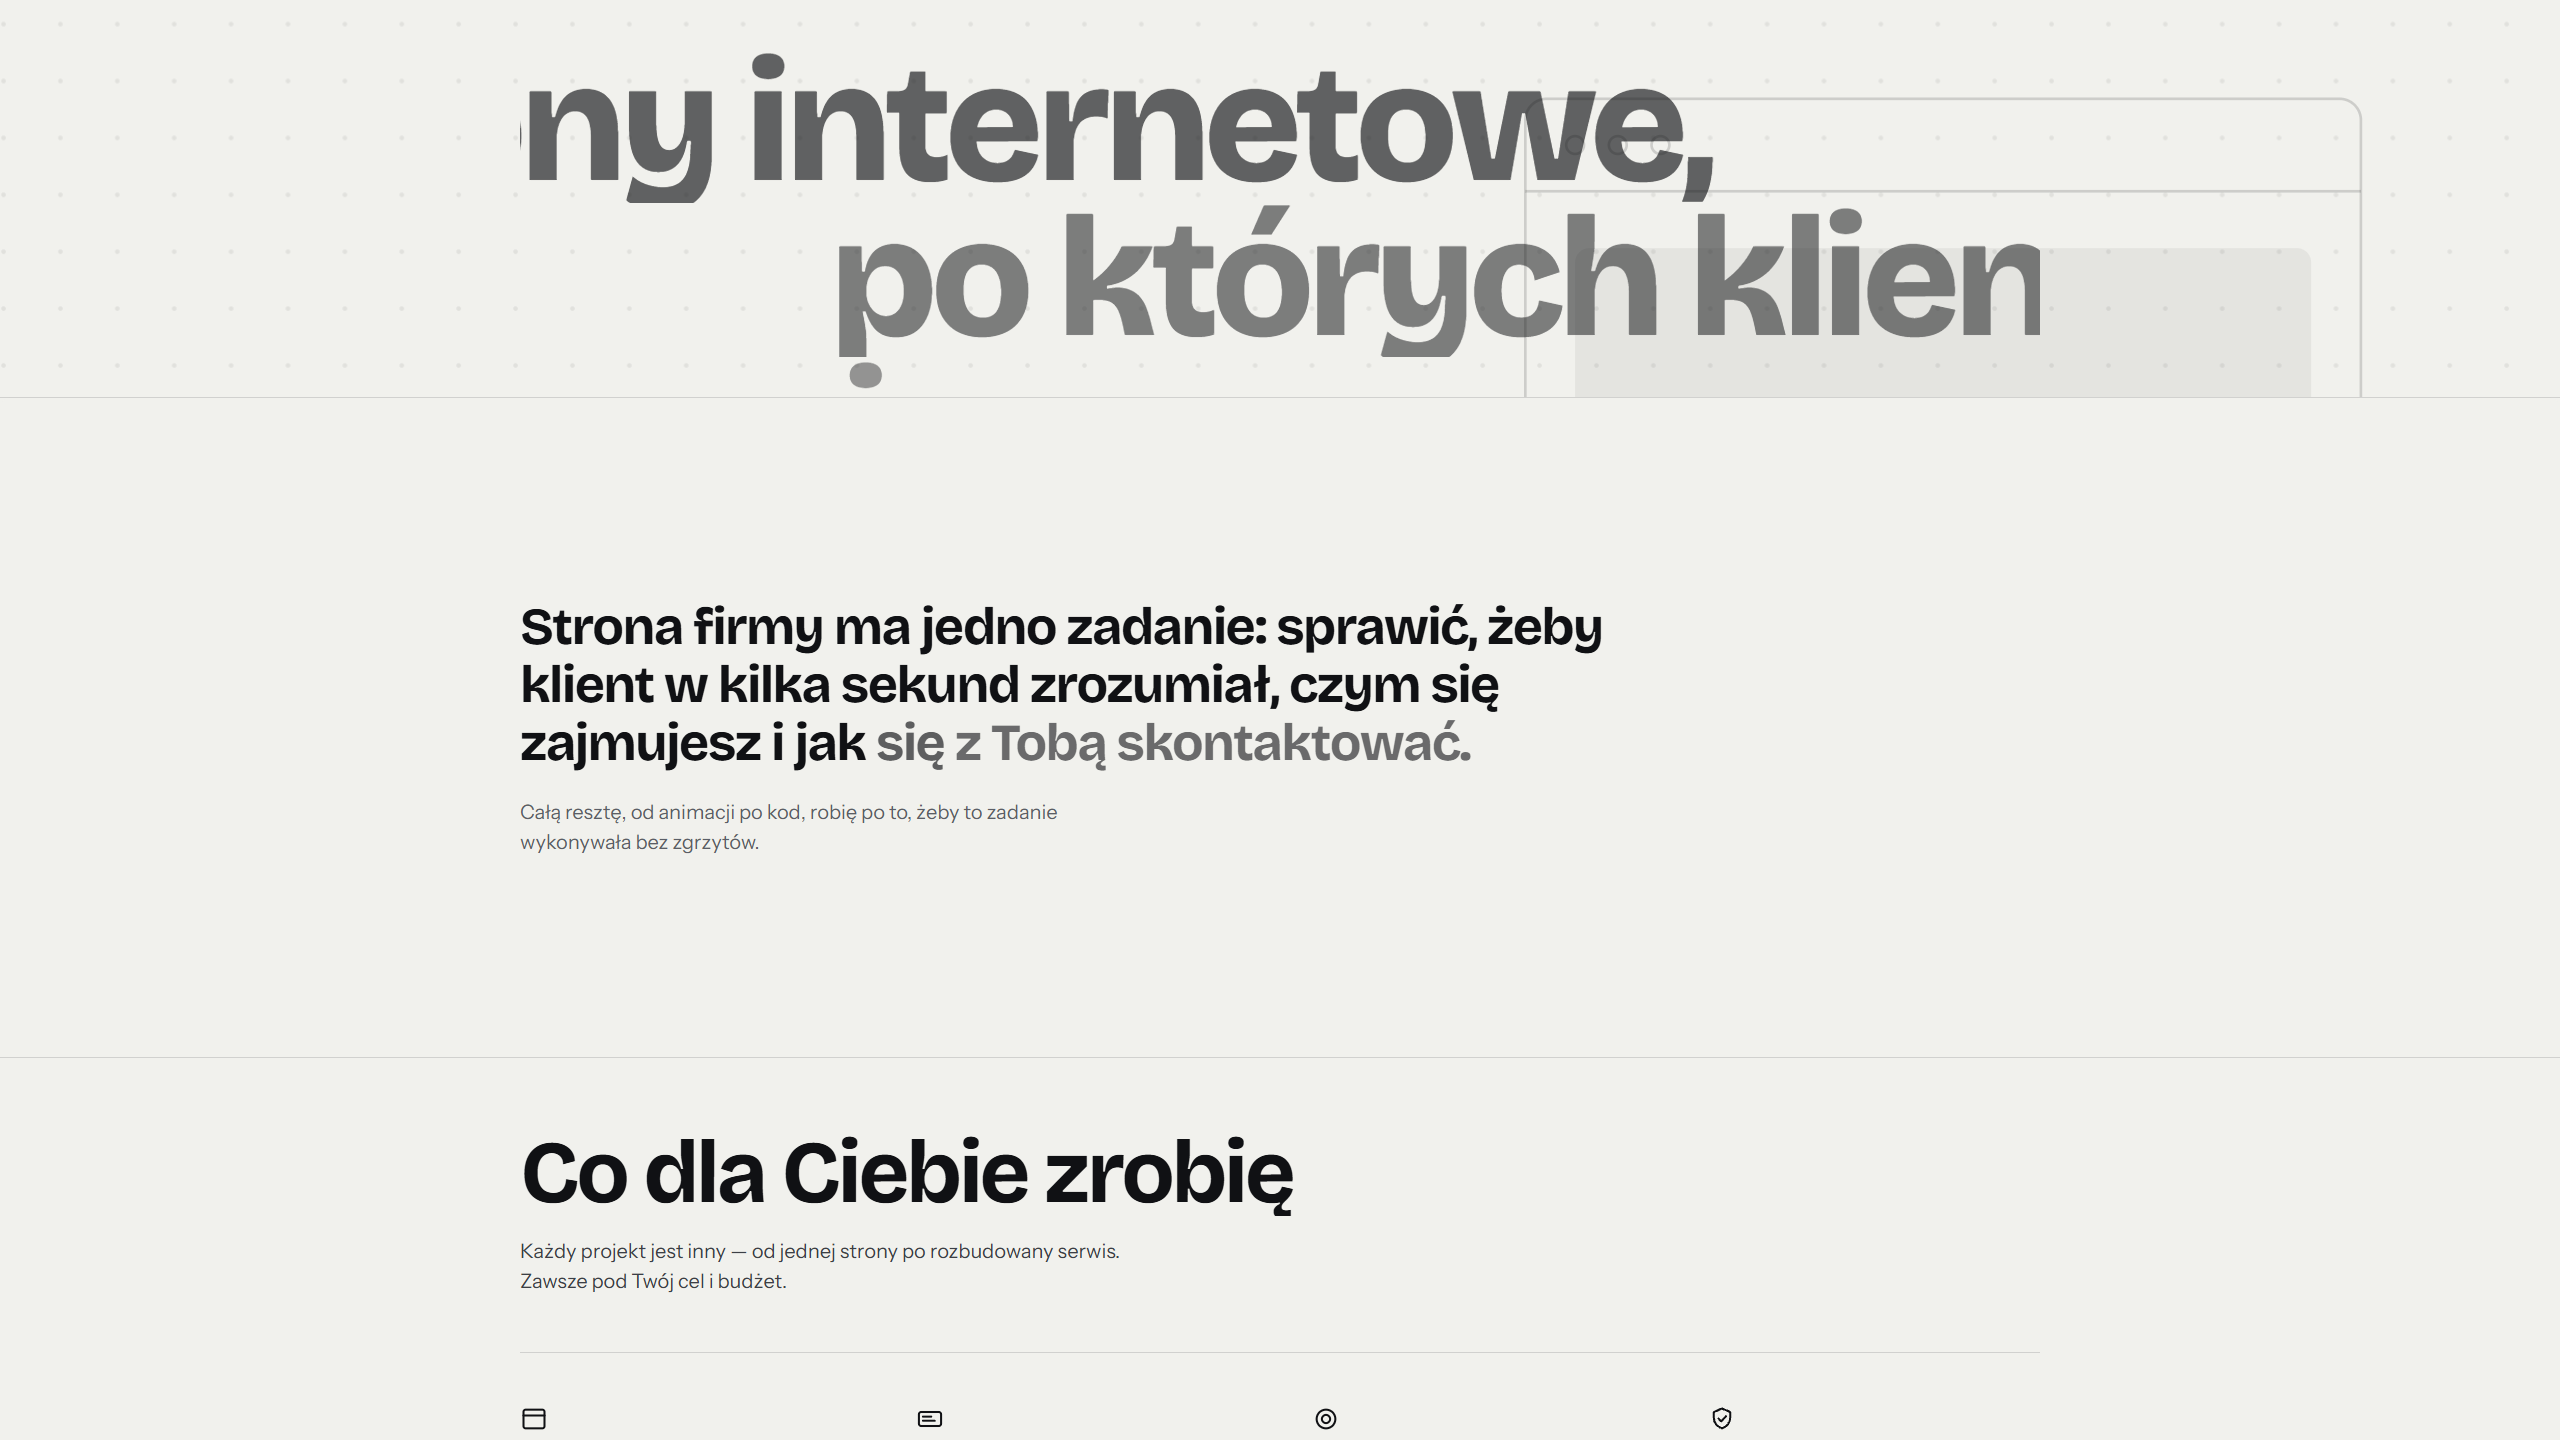 ny internetowe,
po których klien
Strona firmy ma jedno zadanie: sprawić, żeby
klient w kilka sekund zrozumiał, czym się
zajmujesz i jak się z Tobą skontaktować.
Całą resztę, od animacji po kod, robię po to, żeby to zadanie
wykonywała bez zgrzytów.
Co dla Ciebie zrobię
Każdy projekt jest inny — od jednej strony po rozbudowany serwis.
Zawsze pod Twój cel i budżet.